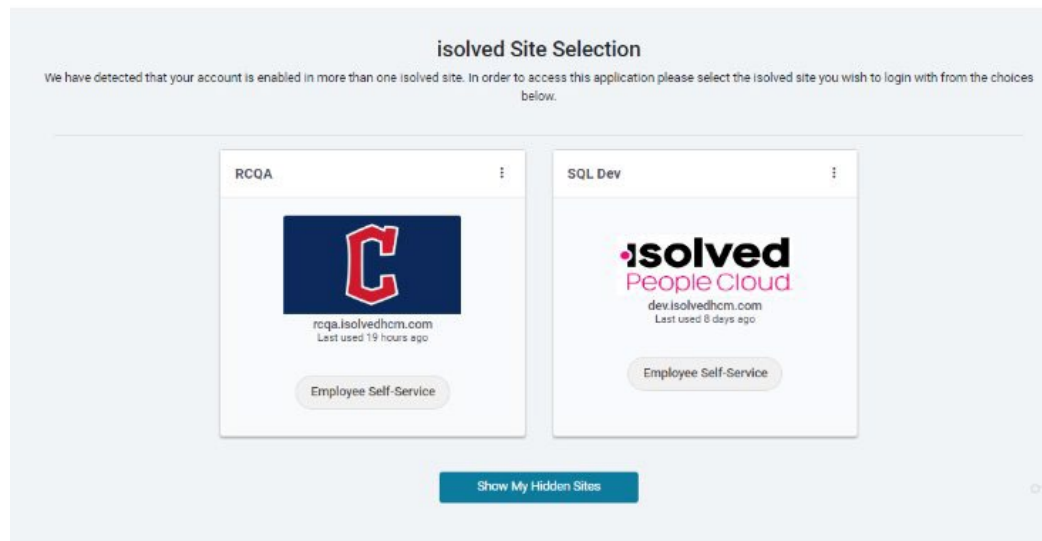 isolved Site Selection
We have detected that your account is enabled in more than one isolved site. In order to access this application please select the isolved site you wish to login with from the choices
below.
RCQA
C
rcqa.isolvedhcm.com
Last used 19 hours ago
Employee Self-Service
SQL Dev
isolved
People Cloud
dev.isolvedhcm.com
Last used 8 days ago
Employee Self-Service
Show My Hidden Sites